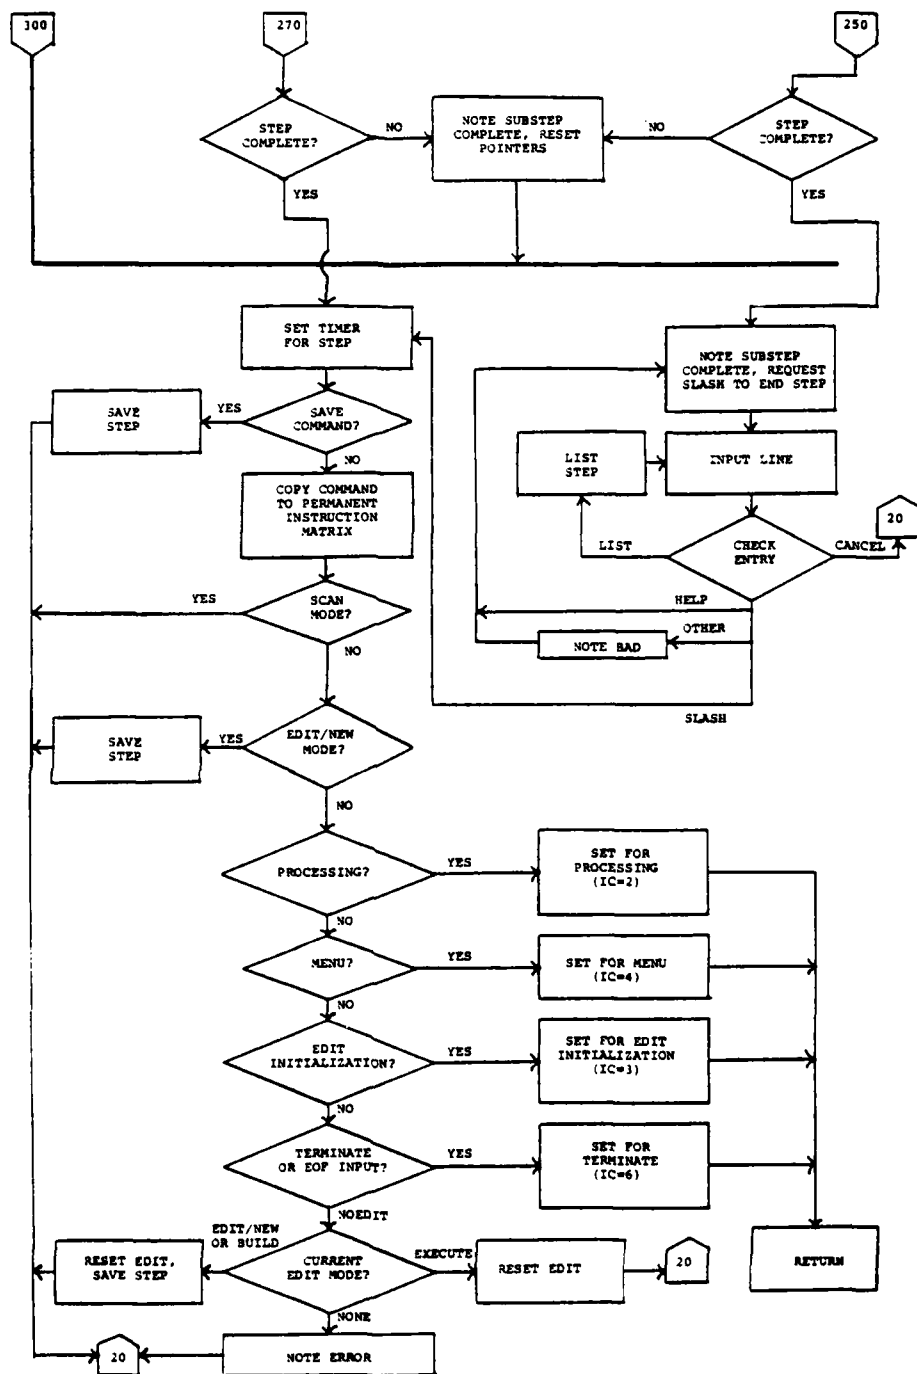 300
270
250
STEP
COMPLETE?
NO
NOTE SUBSTEP
COMPLETE, RESET
POINTERS
NO
STEP
COMPLETE?
YES
YES
SET TIMER
FOR STEP
NOTE SUBSTEP
COMPLETE, REQUEST
SLASH TO END STEP
SAVE
STEP
YES
SAVE
COMMAND?
NO
LIST
STEP
INPUT LINE
COPY COMMAND
TO PERMANENT
INSTRUCTION
MATRIX
20
LIST
CHECK
ENTRY
CANCEL
YES
SCAN
MODE?
HELP
NO
OTHER
NOTE BAD
SLASH
SAVE
STEP
YES
EDIT/NEW
MODE?
NO
PROCESSING?
YES
SET FOR
PROCESSING
(IC=2)
NO
MENU?
YES
SET FOR MENU
(IC=4)
NO
EDIT
INITIALIZATION?
YES
SET FOR EDIT
INITIALIZATION
(IC=3)
NO
TERMINATE
OR EOF INPUT?
YES
SET FOR
TERMINATE
(IC=6)
NOEDIT
EDIT/NEW
OR BUILD
RESET EDIT,
SAVE STEP
CURRENT
EDIT MODE?
EXECUTE
RESET EDIT
20
RETURN
NONE
20
NOTE ERROR